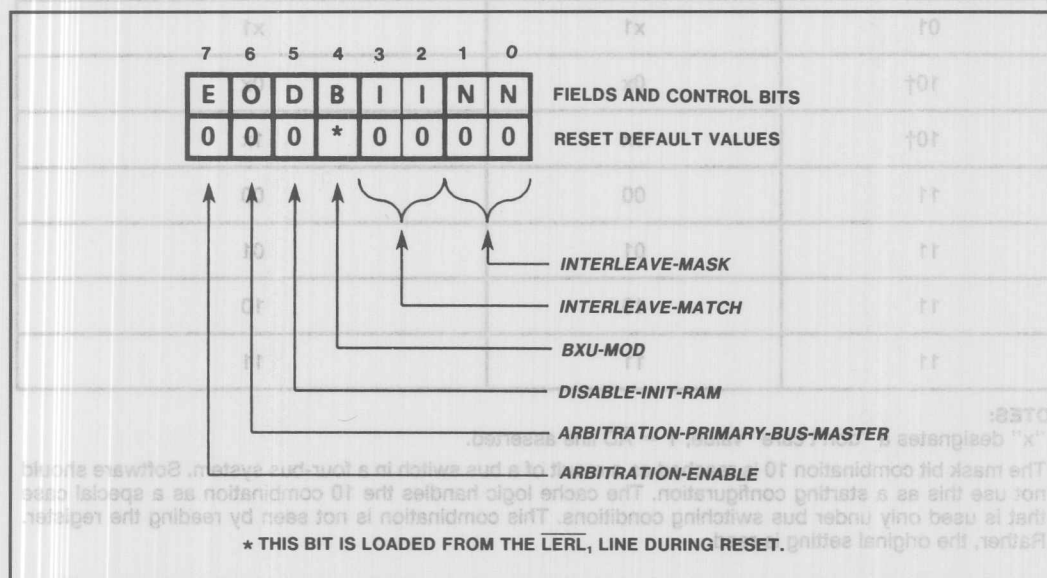 7 6 5 4 3 2 1 0
E O D B I I N N FIELDS AND CONTROL BITS
0 0 0 * 0 0 0 0 RESET DEFAULT VALUES
INTERLEAVE-MASK
INTERLEAVE-MATCH
BXU-MOD
DISABLE-INIT-RAM
ARBITRATION-PRIMARY-BUS-MASTER
ARBITRATION-ENABLE
* THIS BIT IS LOADED FROM THE LERL, LINE DURING RESET.